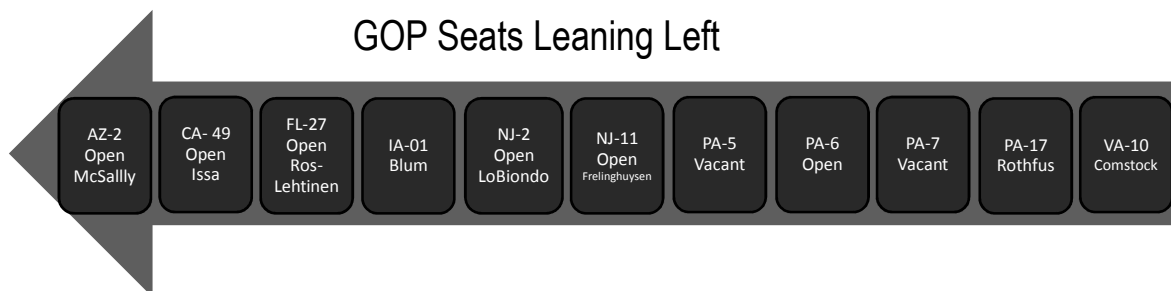 GOP Seats Leaning Left
AZ-2
Open
McSallly
CA- 49
Open
Issa
FL-27
Open
Ros-
Lehtinen
IA-01
Blum
NJ-2
Open
LoBiondo
NJ-11
Open
Frelinghuysen
PA-5
Vacant
PA-6
Open
PA-7
Vacant
PA-17
Rothfus
VA-10
Comstock